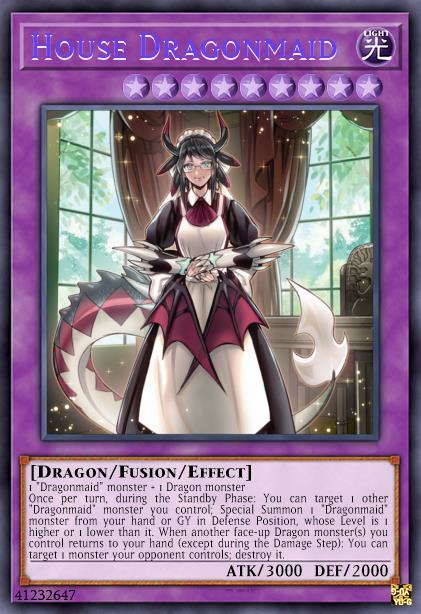 House Dragonmaid
LIGHT
光
[Dragon/Fusion/Effect]
1 "Dragonmaid" monster + 1 Dragon monster
Once per turn, during the Standby Phase: You can target 1 other
"Dragonmaid" monster you control; Special Summon 1 "Dragonmaid"
monster from your hand or GY in Defense Position, whose Level is 1
higher or 1 lower than it. When another face-up Dragon monster(s) you
control returns to your hand (except during the Damage Step): You can
target 1 monster your opponent controls; destroy it.
ATK/3000 DEF/2000
41232647